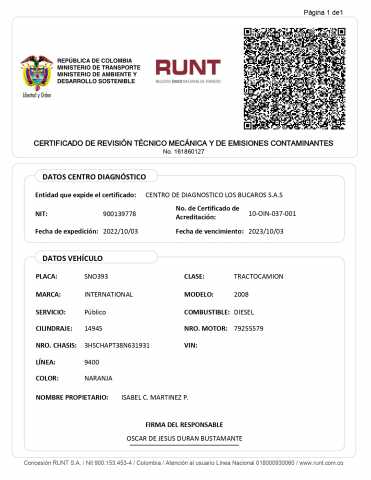 Página 1 de1
REPÚBLICA DE COLOMBIA
MINISTERIO DE TRANSPORTE
MINISTERIO DE AMBIENTE Y
DESARROLLO SOSTENIBLE
Libertad y Orden
RUNT
CERTIFICADO DE REVISIÓN TÉCNICO MECÁNICA Y DE EMISIONES CONTAMINANTES
No. 161860127
DATOS CENTRO DIAGNÓSTICO
Entidad que expide el certificado: CENTRO DE DIAGNOSTICO LOS BUCAROS S.A.S
NIT: 900139778 No. de Certificado de Acreditación: 10-OIN-037-001
Fecha de expedición: 2022/10/03 Fecha de vencimiento: 2023/10/03
DATOS VEHÍCULO
PLACA: SNO393 CLASE: TRACTOCAMION
MARCA: INTERNATIONAL MODELO: 2008
SERVICIO: Público COMBUSTIBLE: DIESEL
CILINDRAJE: 14945 NRO. MOTOR: 79255579
NRO. CHASIS: 3HSCHAPT38N631931 VIN:
LÍNEA: 9400
COLOR: NARANJA
NOMBRE PROPIETARIO: ISABEL C. MARTINEZ P.
FIRMA DEL RESPONSABLE
OSCAR DE JESUS DURAN BUSTAMANTE
Concesión RUNT S.A. / Nit 900.153.453-4 / Colombia / Atención al usuario Línea Nacional 018000930060 / www.runt.com.co